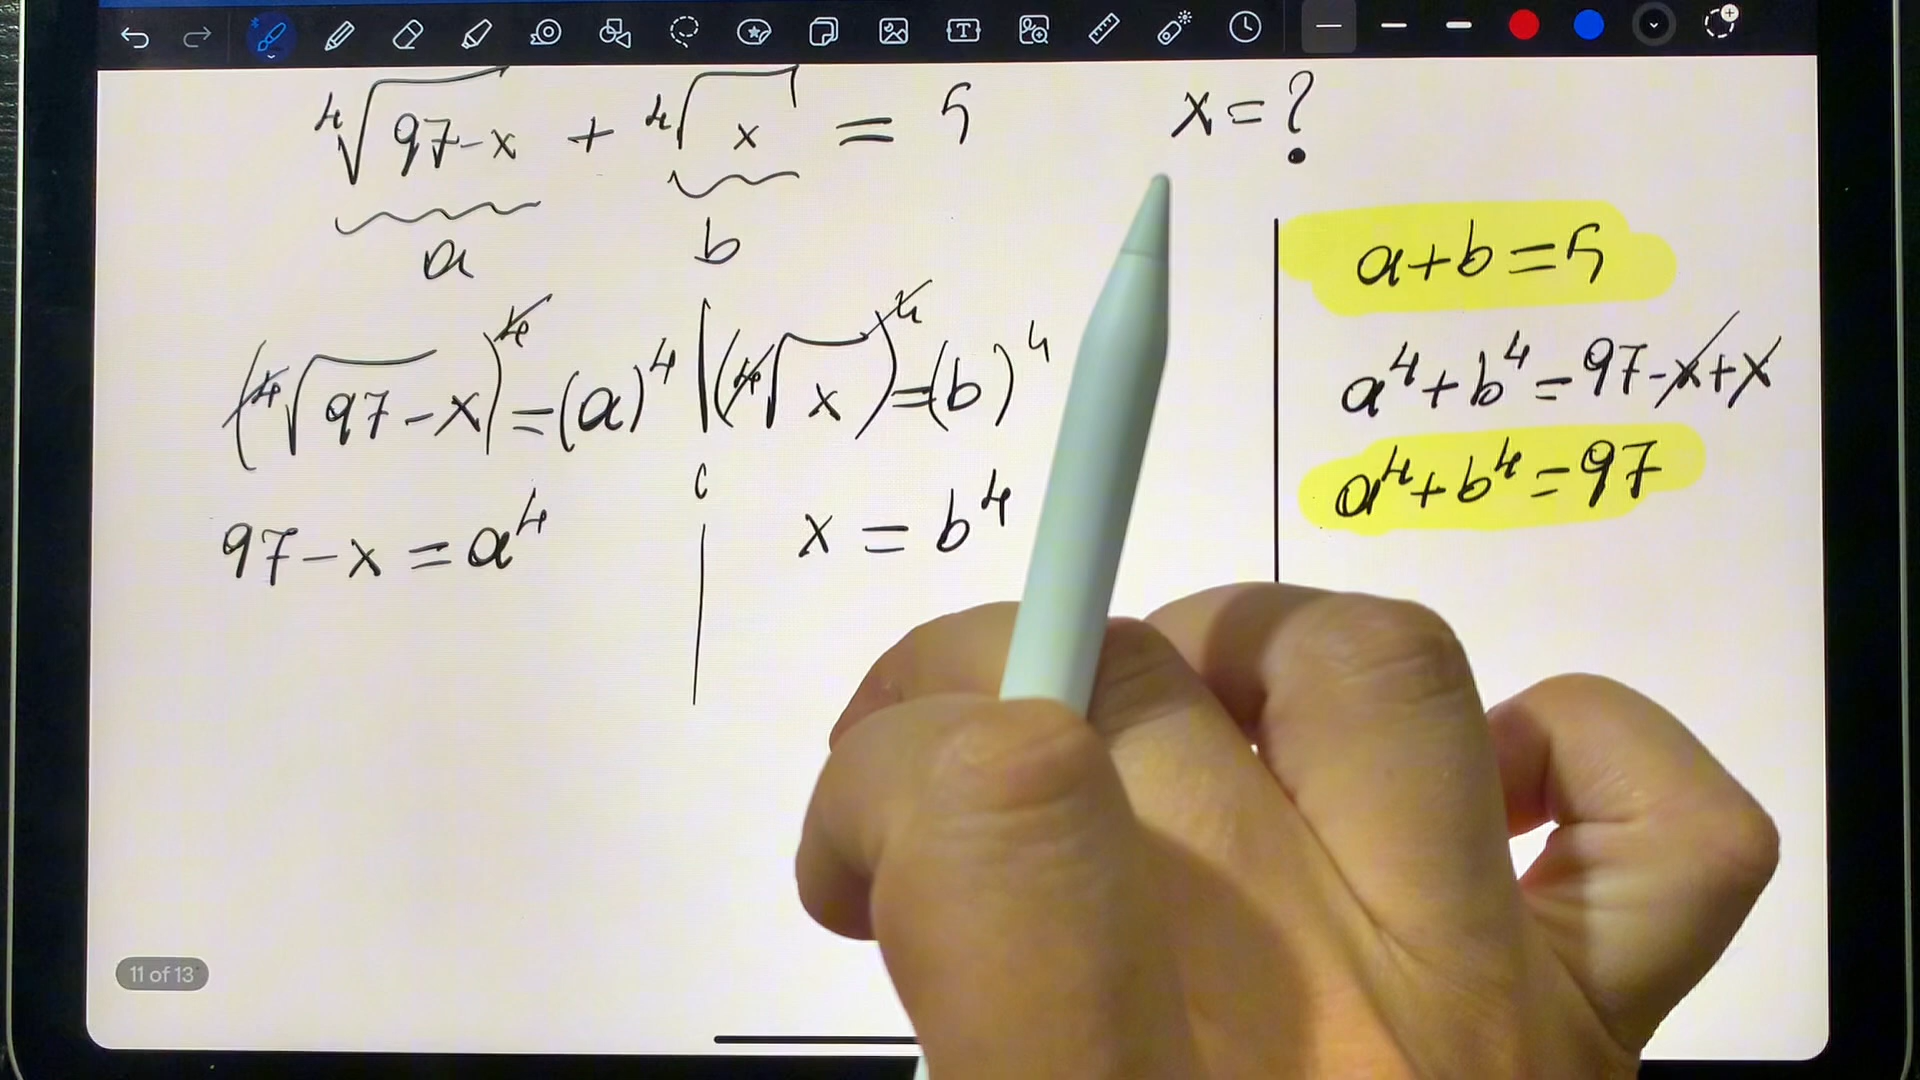 ⁴√(97-x) + ⁴√x = 5 x=?
a b
a+b=5
(⁴√(97-x))⁴=(a)⁴ (⁴√x)⁴=(b)⁴
a⁴+b⁴=97-x+x
a⁴+b⁴=97
97-x=a⁴ x=b⁴
11 of 13